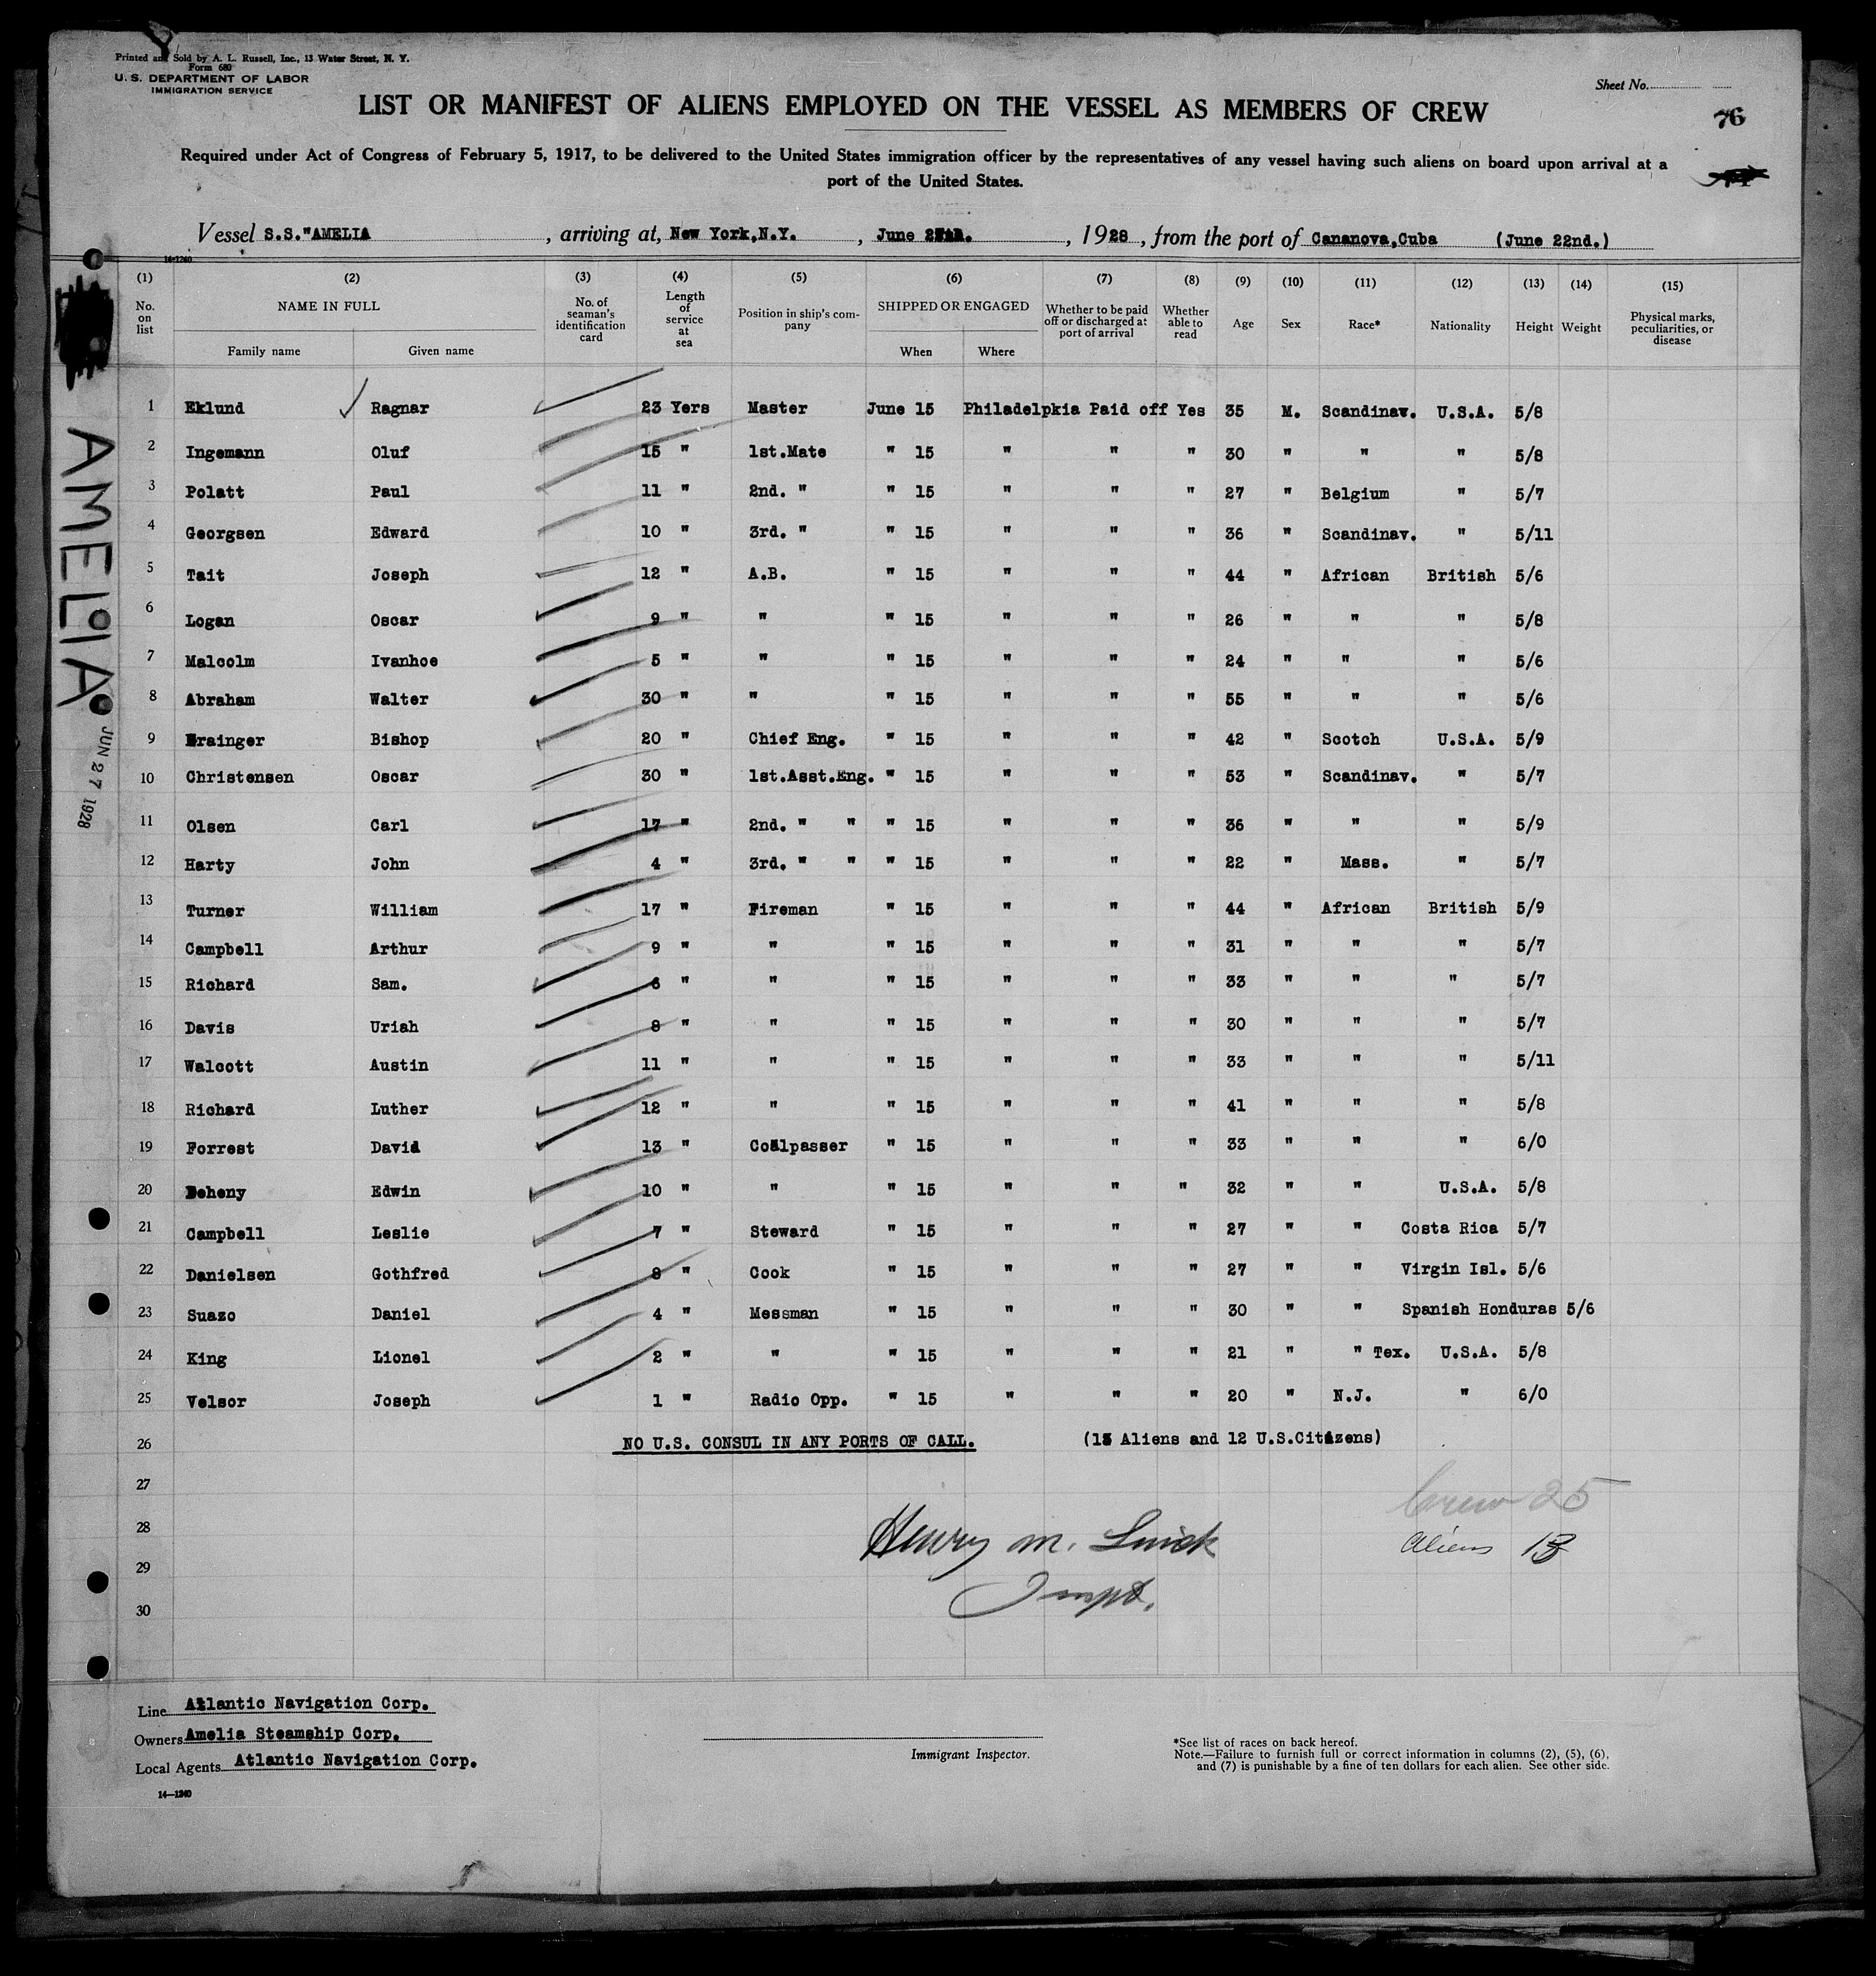 Printed and Sold by A. L. Russell, Inc., 13 Water Street, N. Y.
Form 680
U. S. DEPARTMENT OF LABOR
IMMIGRATION SERVICE
Sheet No.
LIST OR MANIFEST OF ALIENS EMPLOYED ON THE VESSEL AS MEMBERS OF CREW
76
Required under Act of Congress of February 5, 1917, to be delivered to the United States immigration officer by the representatives of any vessel having such aliens on board upon arrival at a
port of the United States.
Vessel S.S."AMELIA , arriving at, New York,N.Y. , June , 1928 , from the port of Cananova,Cuba (June 22nd.)
14-1240
(1) (2) (3) (4) (5) (6) (7) (8) (9) (10) (11) (12) (13) (14) (15)
No. on list NAME IN FULL Family name Given name No. of seaman's identification card Length of service at sea Position in ship's company SHIPPED OR ENGAGED When Where Whether to be paid off or discharged at port of arrival Whether able to read Age Sex Race* Nationality Height Weight Physical marks, peculiarities, or disease
1 Eklund Ragnar 23 Yers Master June 15 Philadelpkia Paid off Yes 35 M. Scandinav. U.S.A. 5/8
2 Ingemann Oluf 15 " 1st.Mate " 15 " " " 30 " " " 5/8
3 Polatt Paul 11 " 2nd. " " 15 " " " 27 " Belgium " 5/7
4 Georgsen Edward 10 " 3rd. " " 15 " " " 36 " Scandinav. " 5/11
5 Tait Joseph 12 " A.B. " 15 " " " 44 " African British 5/6
6 Logan Oscar 9 " " " 15 " " " 26 " " " 5/8
7 Malcolm Ivanhoe 5 " " " 15 " " " 24 " " " 5/6
8 Abraham Walter 30 " " " 15 " " " 55 " " " 5/6
9 Brainger Bishop 20 " Chief Eng. " 15 " " " 42 " Scotch U.S.A. 5/9
10 Christensen Oscar 30 " 1st.Asst.Eng. " 15 " " " 53 " Scandinav. " 5/7
11 Olsen Carl 17 " 2nd. " " " 15 " " " 36 " " " 5/9
12 Harty John 4 " 3rd. " " " 15 " " " 22 " Mass. " 5/7
13 Turner William 17 " Fireman " 15 " " " 44 " African British 5/9
14 Campbell Arthur 9 " " " 15 " " " 31 " " " 5/7
15 Richard Sam. 6 " " " 15 " " " 33 " " " 5/7
16 Davis Uriah 8 " " " 15 " " " 30 " " " 5/7
17 Walcott Austin 11 " " " 15 " " " 33 " " " 5/11
18 Richard Luther 12 " " " 15 " " " 41 " " " 5/8
19 Forrest David 13 " Coalpasser " 15 " " " 33 " " " 6/0
20 Deheny Edwin 10 " " " 15 " " " 32 " " U.S.A. 5/8
21 Campbell Leslie 7 " Steward " 15 " " " 27 " " Costa Rica 5/7
22 Danielsen Gothfred 8 " Cook " 15 " " " 27 " " Virgin Isl. 5/6
23 Suazo Daniel 4 " Messman " 15 " " " 30 " " Spanish Honduras 5/6
24 King Lionel 2 " " " 15 " " " 21 " " Tex. U.S.A. 5/8
25 Velsor Joseph 1 " Radio Opp. " 15 " " " 20 " N.J. " 6/0
26 NO U.S. CONSUL IN ANY PORTS OF CALL. (13 Aliens and 12 U.S.Citizens)
27
Crew 25
28
Henry M.
Aliens 13
29
30
AMELIA
JUN 27 1928
Line Atlantic Navigation Corp.
Owners Amelia Steamship Corp.
Local Agents Atlantic Navigation Corp.
14—1240
Immigrant Inspector.
*See list of races on back hereof.
Note.—Failure to furnish full or correct information in columns (2), (5), (6),
and (7) is punishable by a fine of ten dollars for each alien. See other side.